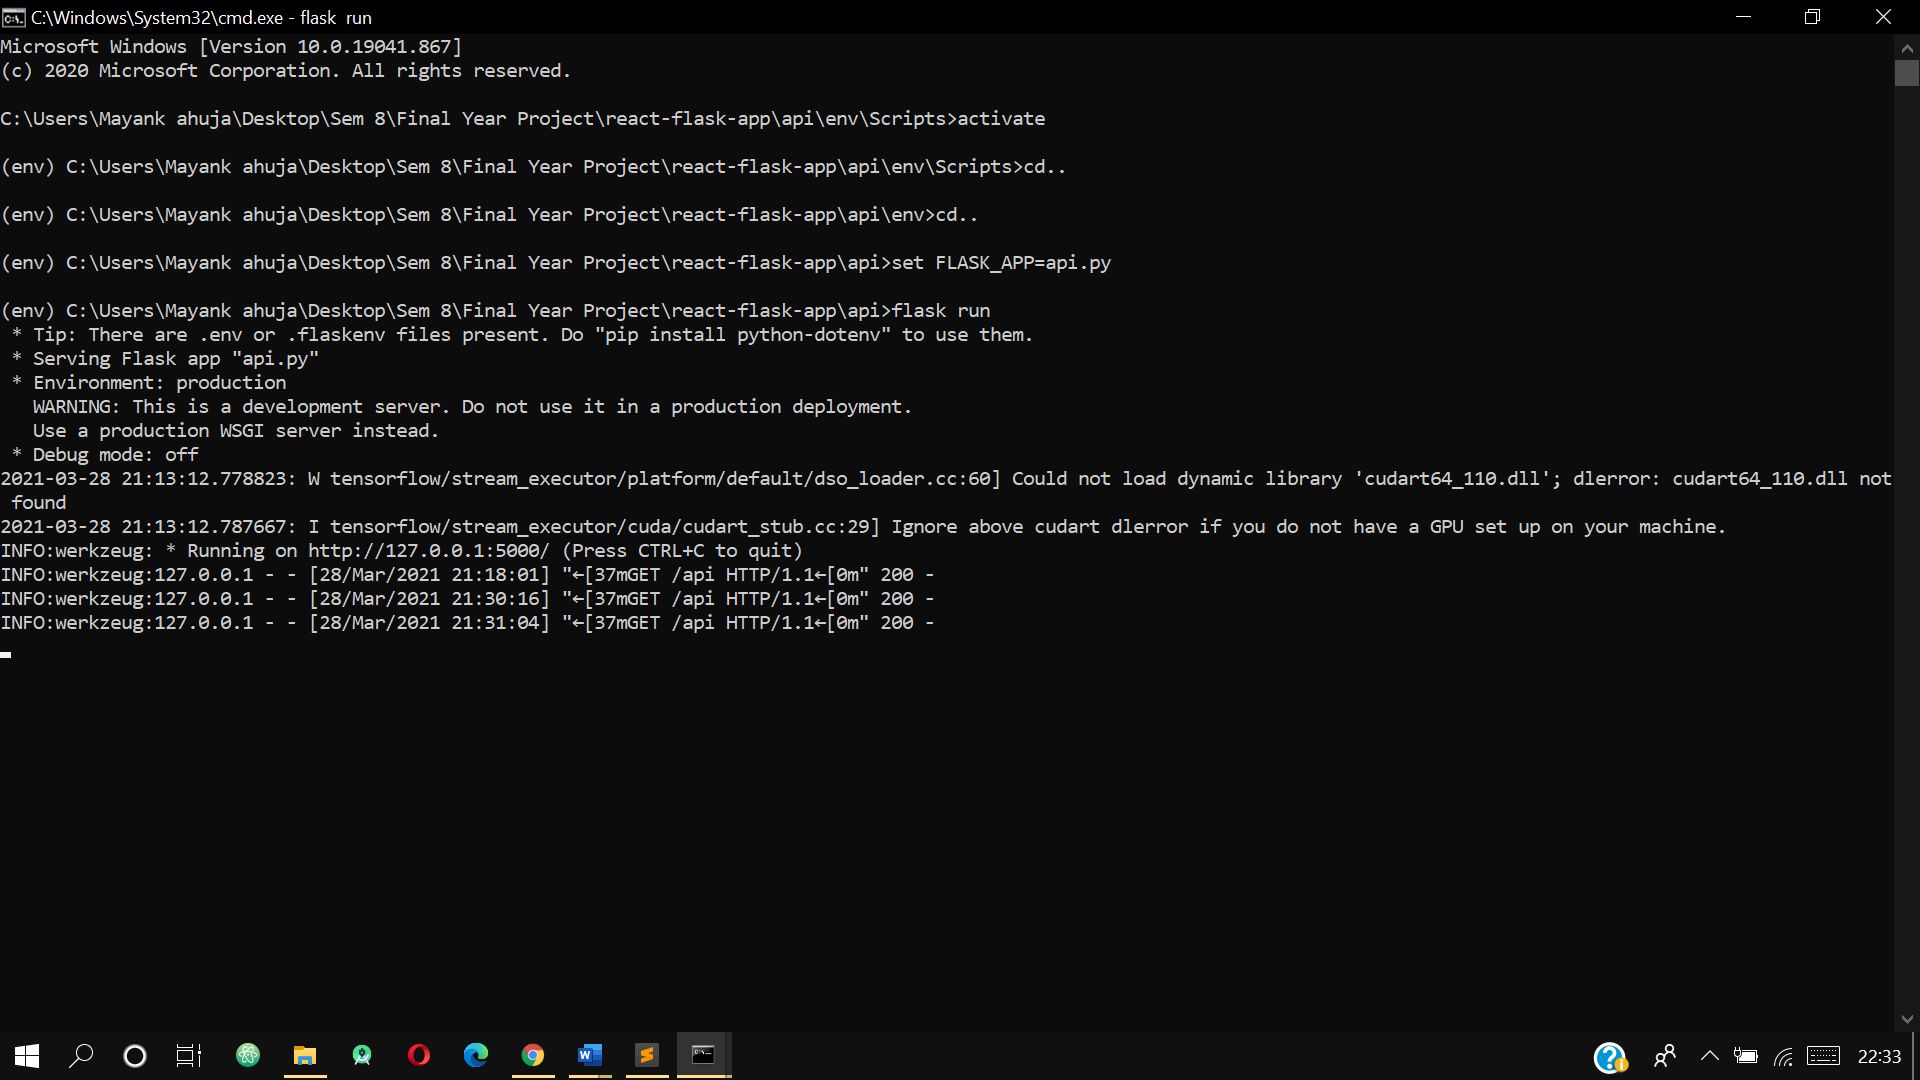 C:\Windows\System32\cmd.exe - flask  run
Microsoft Windows [Version 10.0.19041.867]
(c) 2020 Microsoft Corporation. All rights reserved.
C:\Users\Mayank ahuja\Desktop\Sem 8\Final Year Project\react-flask-app\api\env\Scripts>activate
(env) C:\Users\Mayank ahuja\Desktop\Sem 8\Final Year Project\react-flask-app\api\env\Scripts>cd..
(env) C:\Users\Mayank ahuja\Desktop\Sem 8\Final Year Project\react-flask-app\api\env>cd..
(env) C:\Users\Mayank ahuja\Desktop\Sem 8\Final Year Project\react-flask-app\api>set FLASK_APP=api.py
(env) C:\Users\Mayank ahuja\Desktop\Sem 8\Final Year Project\react-flask-app\api>flask run
 * Tip: There are .env or .flaskenv files present. Do "pip install python-dotenv" to use them.
 * Serving Flask app "api.py"
 * Environment: production
   WARNING: This is a development server. Do not use it in a production deployment.
   Use a production WSGI server instead.
 * Debug mode: off
2021-03-28 21:13:12.778823: W tensorflow/stream_executor/platform/default/dso_loader.cc:60] Could not load dynamic library 'cudart64_110.dll'; dlerror: cudart64_110.dll not
 found
2021-03-28 21:13:12.787667: I tensorflow/stream_executor/cuda/cudart_stub.cc:29] Ignore above cudart dlerror if you do not have a GPU set up on your machine.
INFO:werkzeug: * Running on http://127.0.0.1:5000/ (Press CTRL+C to quit)
INFO:werkzeug:127.0.0.1 - - [28/Mar/2021 21:18:01] "←[37mGET /api HTTP/1.1←[0m" 200 -
INFO:werkzeug:127.0.0.1 - - [28/Mar/2021 21:30:16] "←[37mGET /api HTTP/1.1←[0m" 200 -
INFO:werkzeug:127.0.0.1 - - [28/Mar/2021 21:31:04] "←[37mGET /api HTTP/1.1←[0m" 200 -
22:33